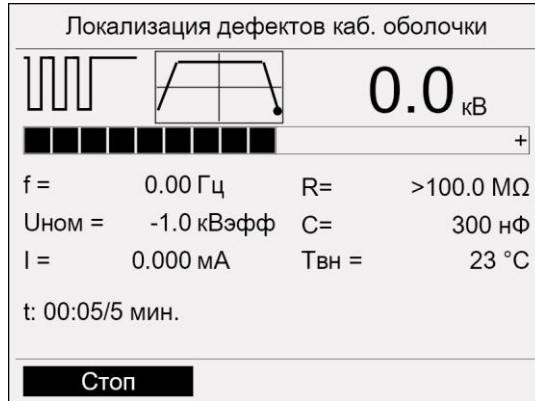 Локализация дефектов каб. оболочки
0.0 кВ
+
f = 0.00 Гц R= >100.0 MΩ
Uном = -1.0 кВэфф C= 300 нФ
I = 0.000 мА Tвн = 23 °C
t: 00:05/5 мин.
Стоп